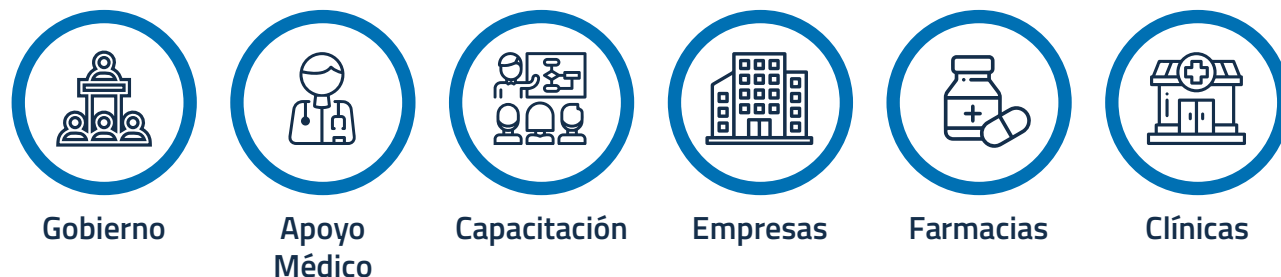 Gobierno
Apoyo
Médico
Capacitación
Empresas
Farmacias
Clínicas